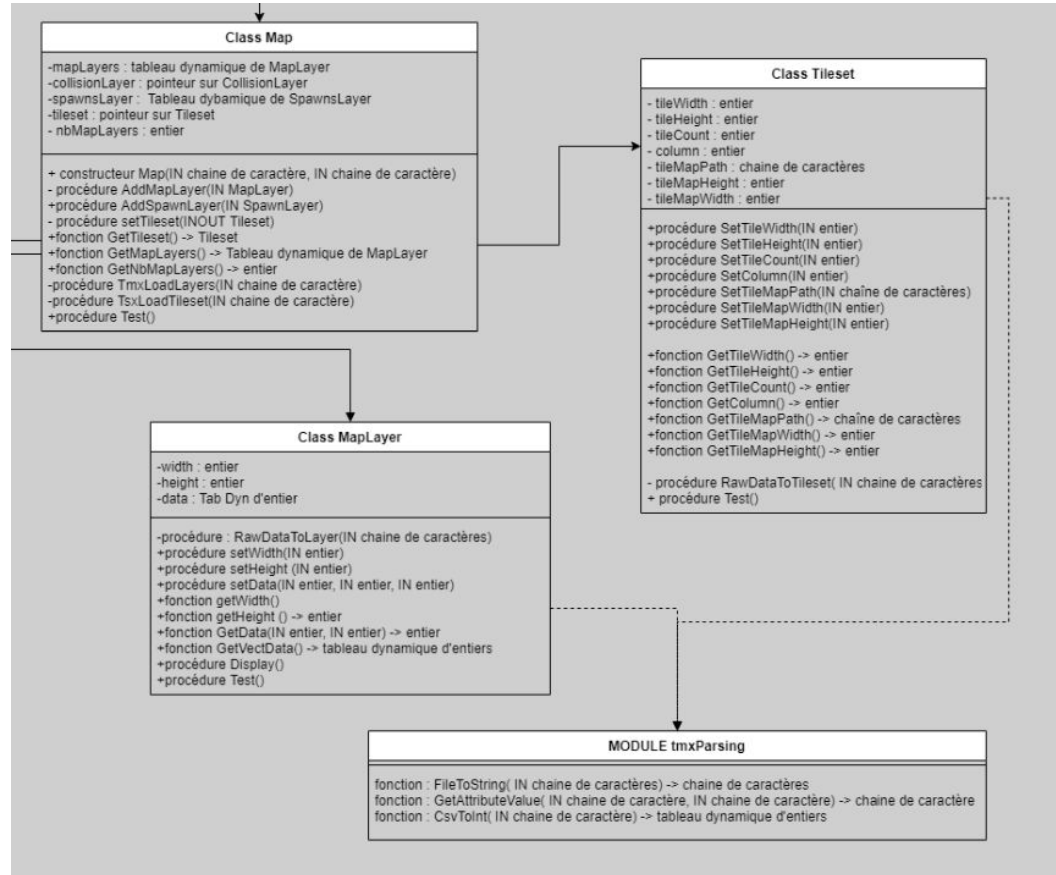 Class Map
-mapLayers : tableau dynamique de MapLayer
-collisionLayer : pointeur sur CollisionLayer
-spawnsLayer : Tableau dybamique de SpawnsLayer
-tileset : pointeur sur Tileset
- nbMapLayers : entier
+ constructeur Map(IN chaine de caractère, IN chaine de caractère)
- procédure AddMapLayer(IN MapLayer)
+procédure AddSpawnLayer(IN SpawnLayer)
- procédure setTileset(INOUT Tileset)
+fonction GetTileset() -> Tileset
+fonction GetMapLayers() -> Tableau dynamique de MapLayer
+fonction GetNbMapLayers() -> entier
-procédure TmxLoadLayers(IN chaine de caractère)
-procédure TsxLoadTileset(IN chaine de caractère)
+procédure Test()
Class Tileset
- tileWidth : entier
- tileHeight : entier
- tileCount : entier
- column : entier
- tileMapPath : chaine de caractères
- tileMapHeight : entier
- tileMapWidth : entier
+procédure SetTileWidth(IN entier)
+procédure SetTileHeight(IN entier)
+procédure SetTileCount(IN entier)
+procédure SetColumn(IN entier)
+procédure SetTileMapPath(IN chaîne de caractères)
+procédure SetTileMapWidth(IN entier)
+procédure SetTileMapHeight(IN entier)
+fonction GetTileWidth() -> entier
+fonction GetTileHeight() -> entier
+fonction GetTileCount() -> entier
+fonction GetColumn() -> entier
+fonction GetTileMapPath() -> chaîne de caractères
+fonction GetTileMapWidth() -> entier
+fonction GetTileMapHeight() -> entier
- procédure RawDataToTileset( IN chaine de caractères
+ procédure Test()
Class MapLayer
-width : entier
-height : entier
-data : Tab Dyn d'entier
-procédure : RawDataToLayer(IN chaine de caractères)
+procédure setWidth(IN entier)
+procédure setHeight (IN entier)
+procédure setData(IN entier, IN entier, IN entier)
+fonction getWidth()
+fonction getHeight () -> entier
+fonction GetData(IN entier, IN entier) -> entier
+fonction GetVectData() -> tableau dynamique d'entiers
+procédure Display()
+procédure Test()
MODULE tmxParsing
fonction : FileToString( IN chaine de caractères) -> chaine de caractères
fonction : GetAttributeValue( IN chaine de caractère, IN chaine de caractère) -> chaine de caractère
fonction : CsvToInt( IN chaine de caractère) -> tableau dynamique d'entiers